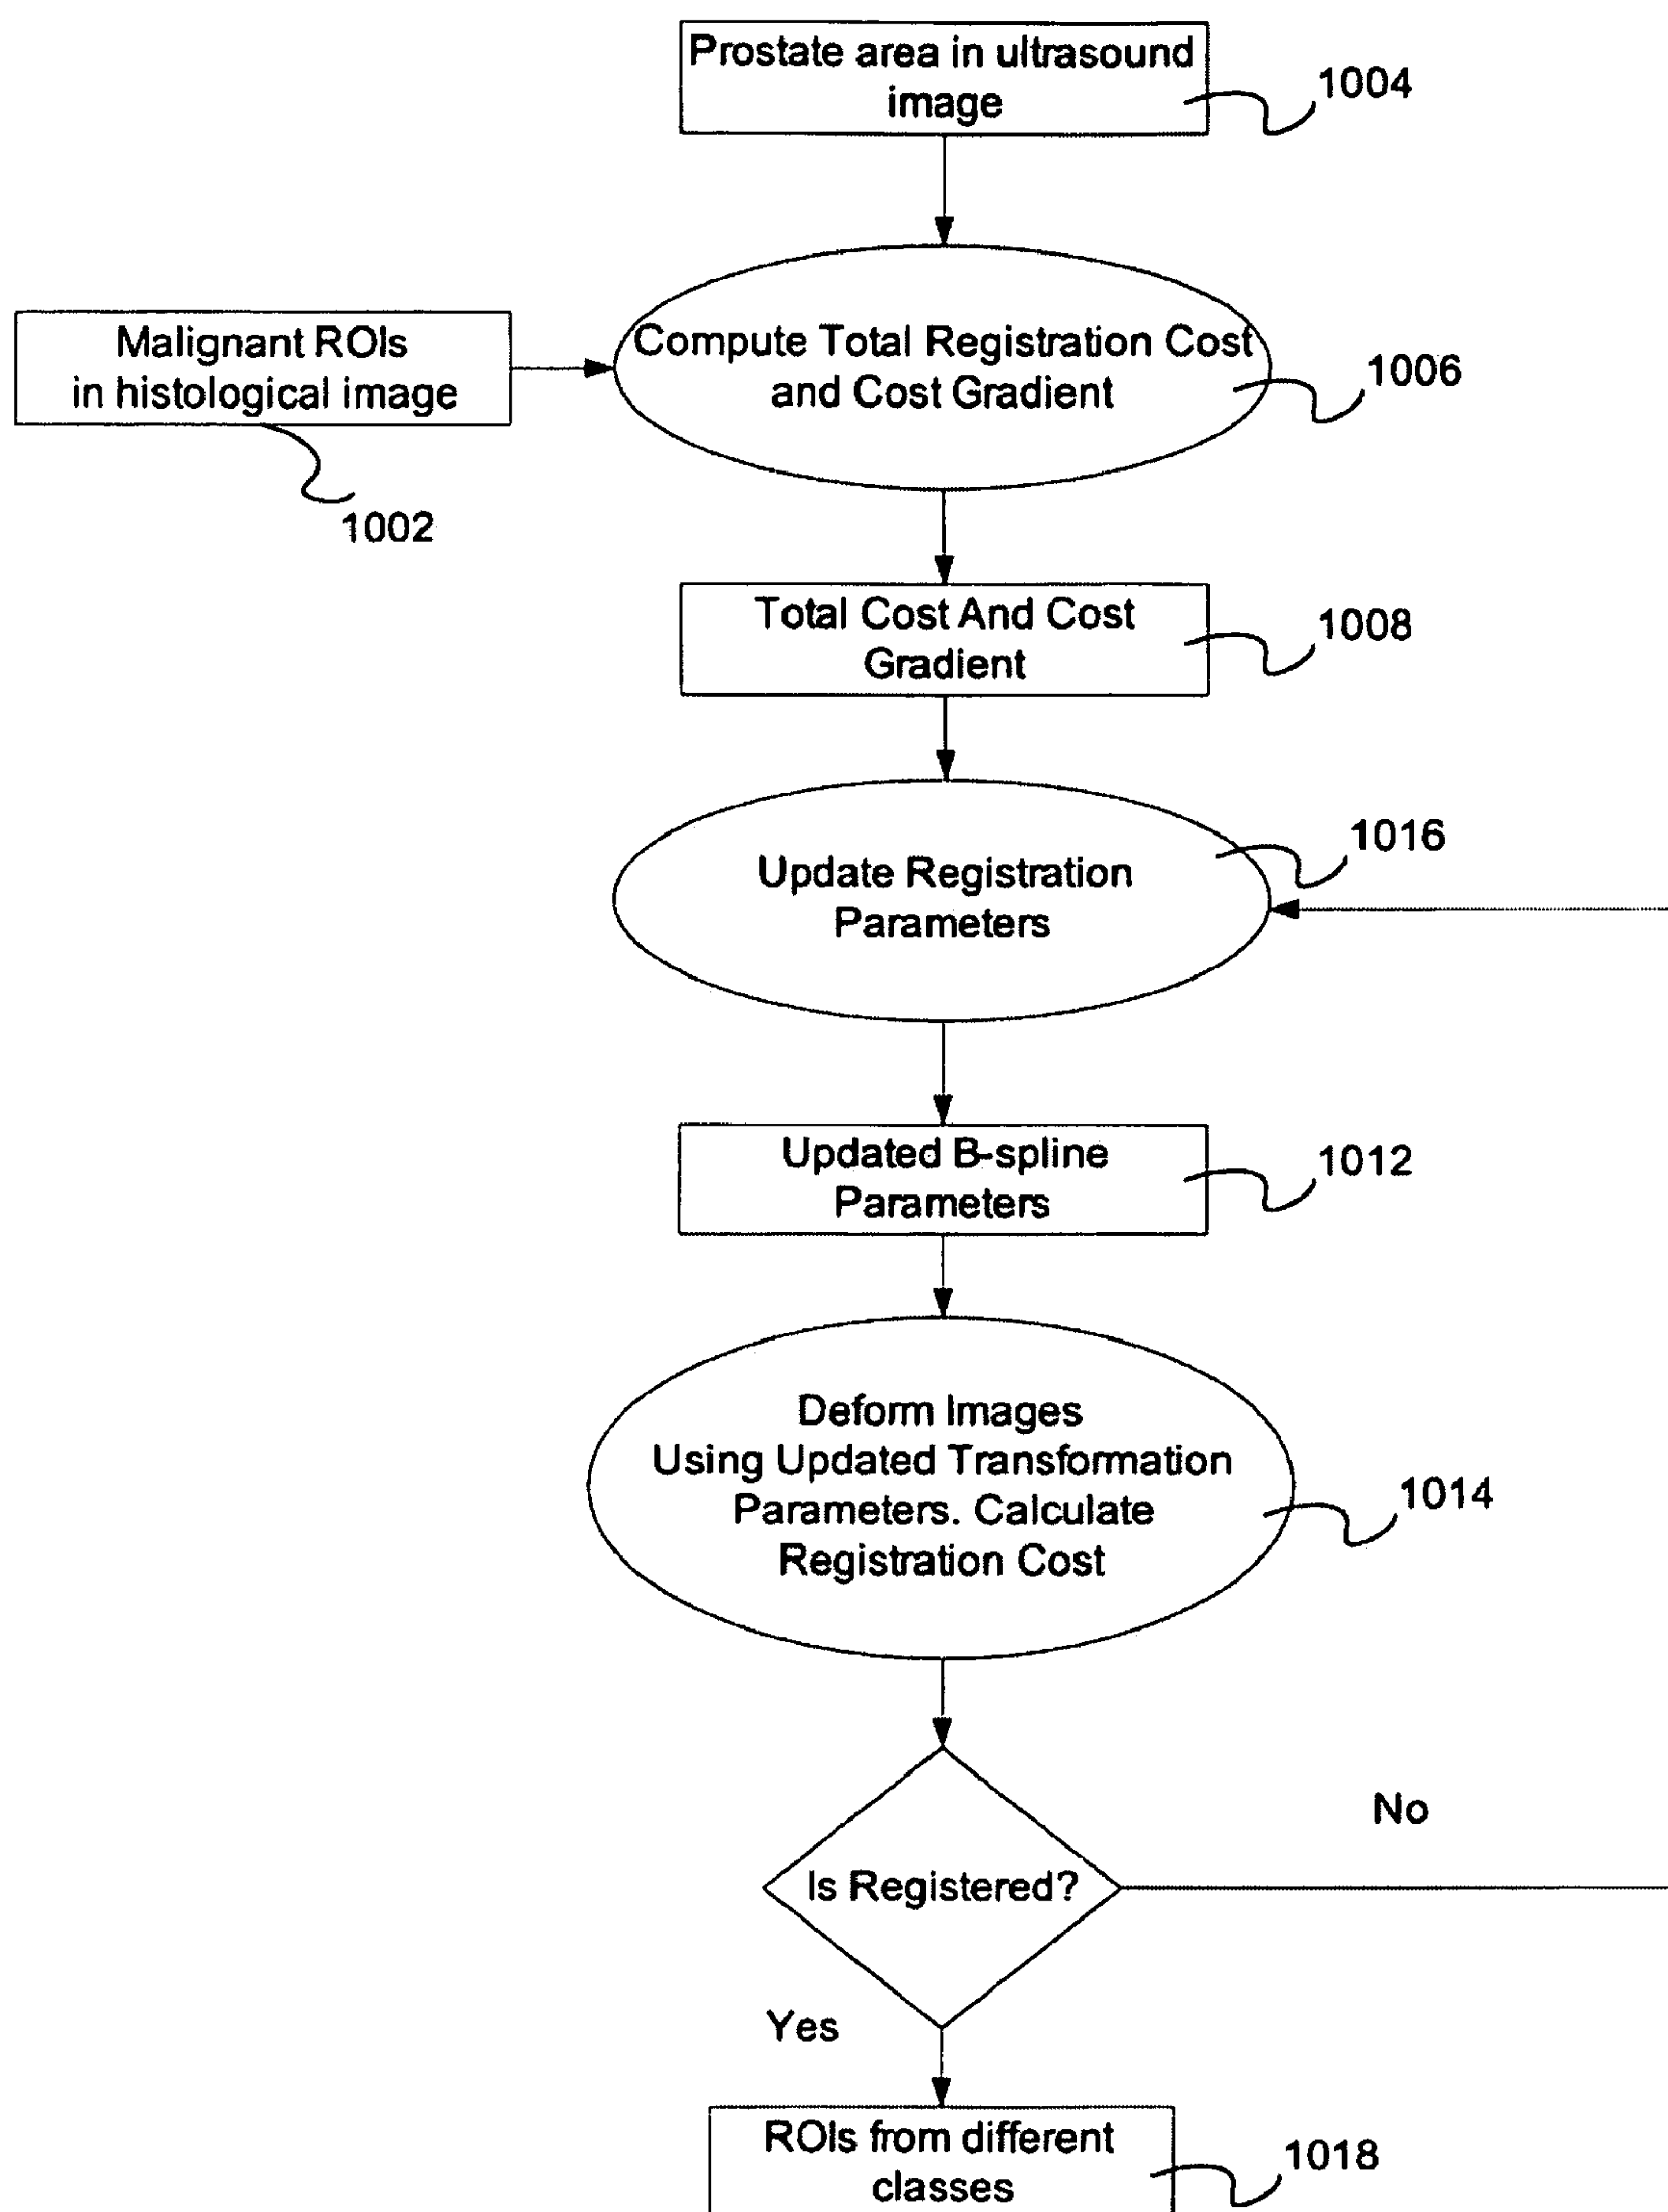 Prostate area in ultrasound
image
1004
Malignant ROIs
in histological image
1002
Compute Total Registration Cost
and Cost Gradient
1006
Total Cost And Cost
Gradient
1008
Update Registration
Parameters
1016
Updated B-spline
Parameters
1012
Deform Images
Using Updated Transformation
Parameters. Calculate
Registration Cost
1014
Is Registered?
No
Yes
ROIs from different
classes
1018